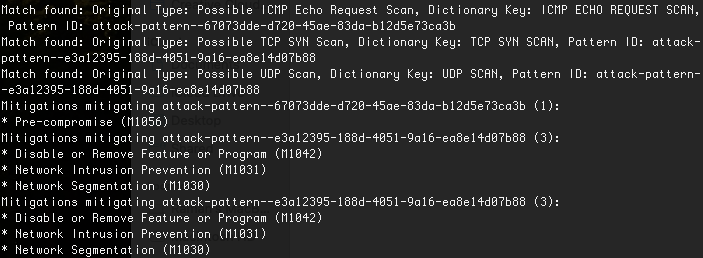 Match found: Original Type: Possible ICMP Echo Request Scan, Dictionary Key: ICMP ECHO REQUEST SCAN,
Pattern ID: attack-pattern--67073dde-d720-45ae-83da-b12d5e73ca3b
Match found: Original Type: Possible TCP SYN Scan, Dictionary Key: TCP SYN SCAN, Pattern ID: attack-
pattern--e3a12395-188d-4051-9a16-ea8e14d07b88
Match found: Original Type: Possible UDP Scan, Dictionary Key: UDP SCAN, Pattern ID: attack-pattern-
-e3a12395-188d-4051-9a16-ea8e14d07b88
Mitigations mitigating attack-pattern--67073dde-d720-45ae-83da-b12d5e73ca3b (1):
* Pre-compromise (M1056)
Desktop
Mitigations mitigating attack-pattern--e3a12395-188d-4051-9a16-ea8e14d07b88 (3):
* Disable or Remove Feature or Program (M1042)
* Network Intrusion Prevention (M1031)
* Network Segmentation (M1030)
Mitigations mitigating attack-pattern--e3a12395-188d-4051-9a16-ea8e14d07b88 (3):
* Disable or Remove Feature or Program (M1042)
* Network Intrusion Prevention (M1031)
* Network Segmentation (M1030)